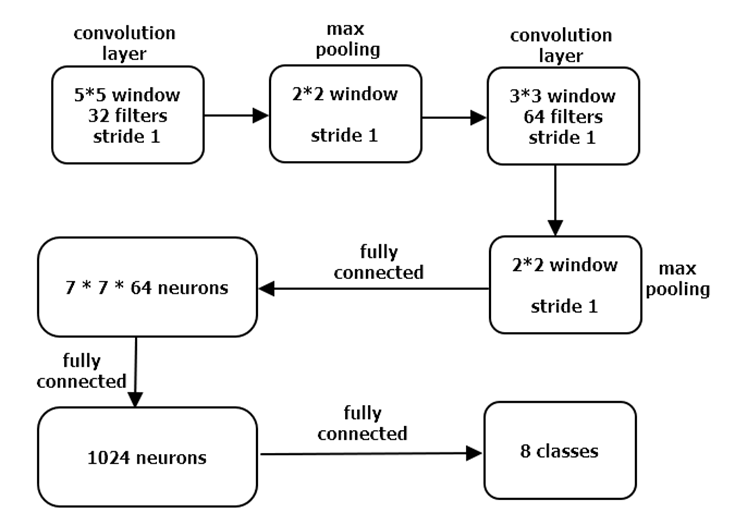 convolution
layer
5*5 window
32 filters
stride 1
max
pooling
2*2 window
stride 1
convolution
layer
3*3 window
64 filters
stride 1
2*2 window
stride 1
max
pooling
fully
connected
7 * 7 * 64 neurons
fully
connected
1024 neurons
fully
connected
8 classes